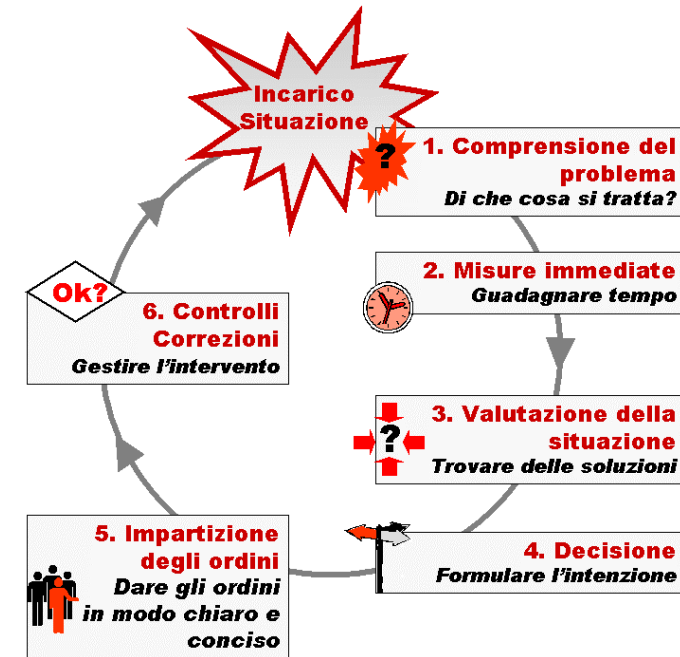 Incarico
Situazione
?
1. Comprensione del
problema
Di che cosa si tratta?
2. Misure immediate
Guadagnare tempo
?
3. Valutazione della
situazione
Trovare delle soluzioni
4. Decisione
Formulare l'intenzione
5. Impartizione
degli ordini
Dare gli ordini
in modo chiaro e
conciso
Ok?
6. Controlli
Correzioni
Gestire l'intervento